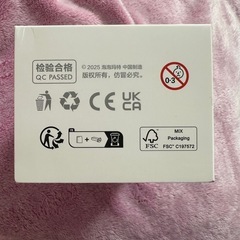 检验合格
QC PASSED
© 2025 泡泡玛特 中国制造
版权所有，仿冒必究。
0-3
CE
UK
CA
FSC
MIX
Packaging
FSC® C197572